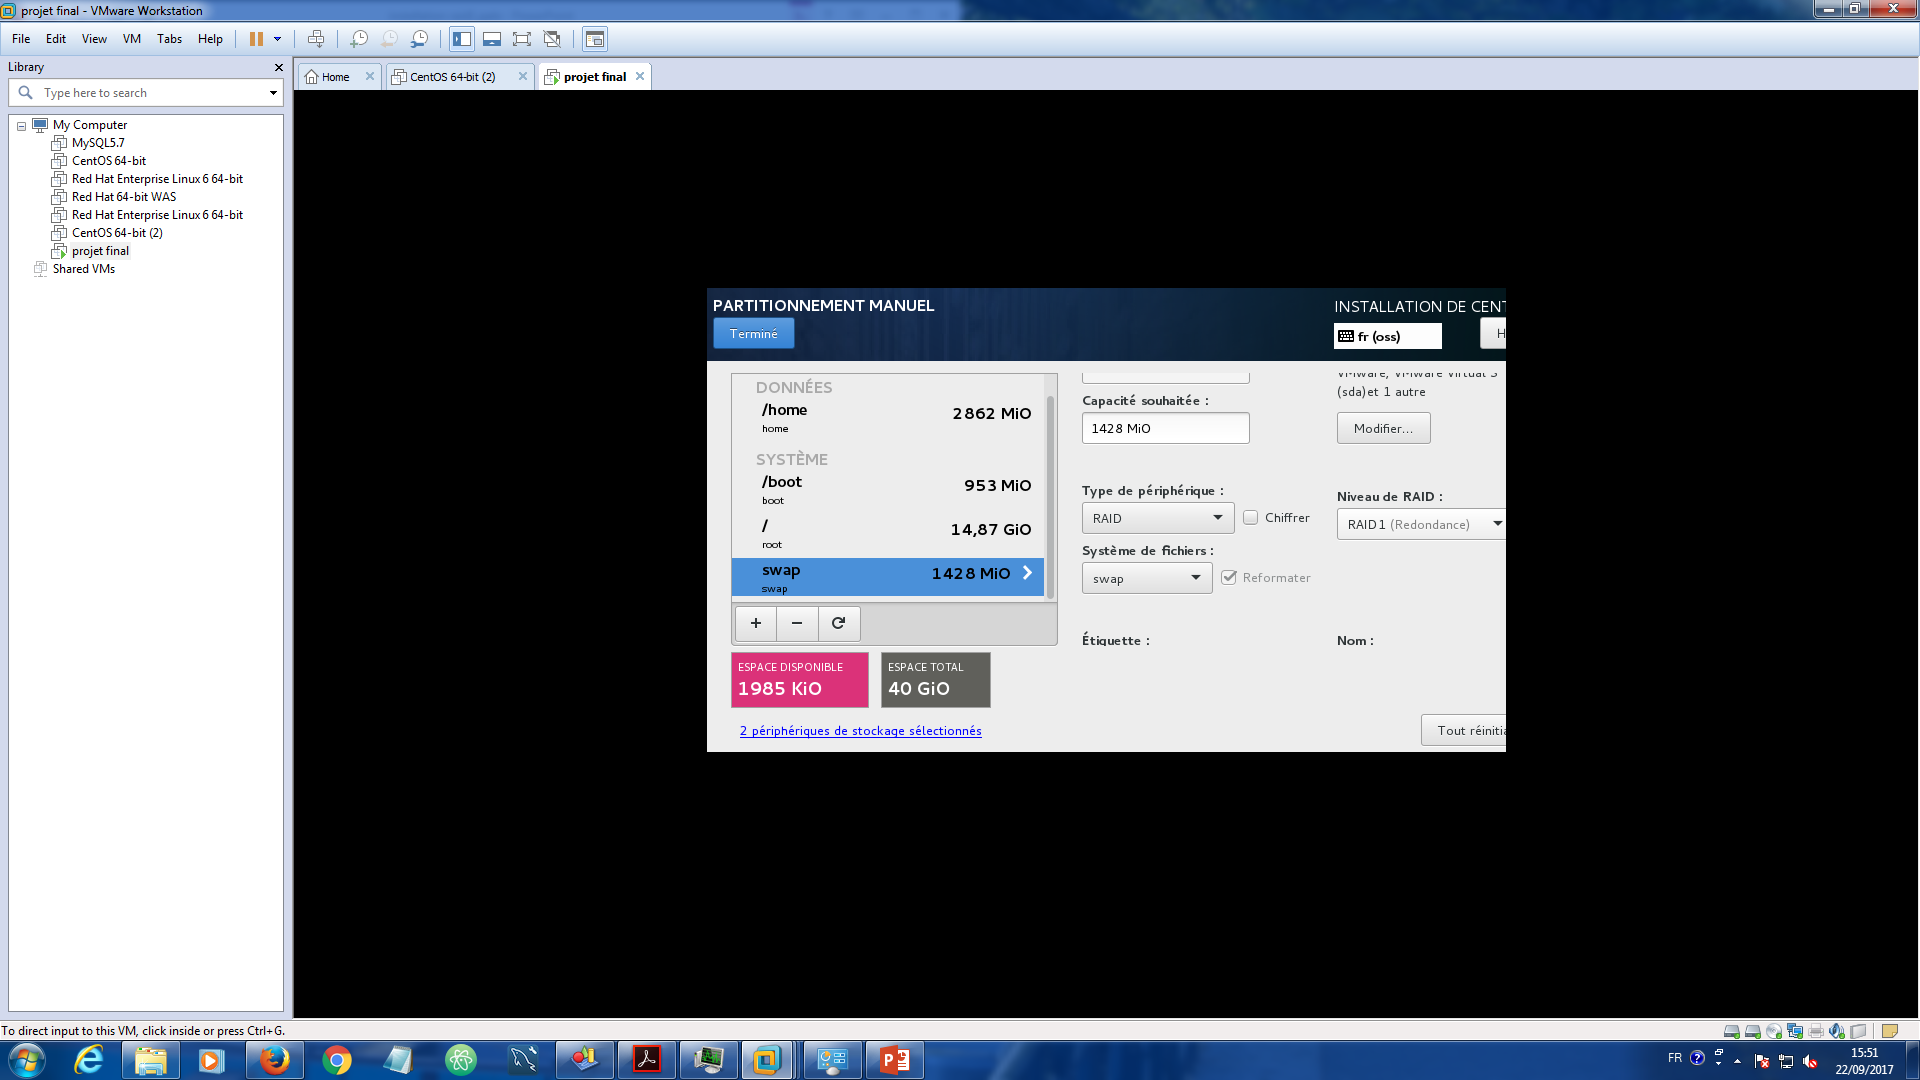 projet final - VMware Workstation
File Edit View VM Tabs Help
Library
Type here to search
My Computer
MySQL5.7
CentOS 64-bit
Red Hat Enterprise Linux 6 64-bit
Red Hat 64-bit WAS
Red Hat Enterprise Linux 6 64-bit
CentOS 64-bit (2)
projet final
Shared VMs
Home
CentOS 64-bit (2)
projet final
PARTITIONNEMENT MANUEL
INSTALLATION DE CENT
Terminé
fr (oss)
H
DONNÉES
/home 2862 MiO
home
SYSTÈME
/boot 953 MiO
boot
/ 14,87 GiO
root
swap 1428 MiO
swap
+ −
ESPACE DISPONIBLE
1985 KiO
ESPACE TOTAL
40 GiO
2 périphériques de stockage sélectionnés
Capacité souhaitée :
1428 MiO
VMware, VMware Virtual S
(sda)et 1 autre
Modifier...
Type de périphérique :
RAID
Chiffrer
Niveau de RAID :
RAID1 (Redondance)
Système de fichiers :
swap
Reformater
Étiquette :
Nom :
Tout réinitia
To direct input to this VM, click inside or press Ctrl+G.
FR
15:51
22/09/2017